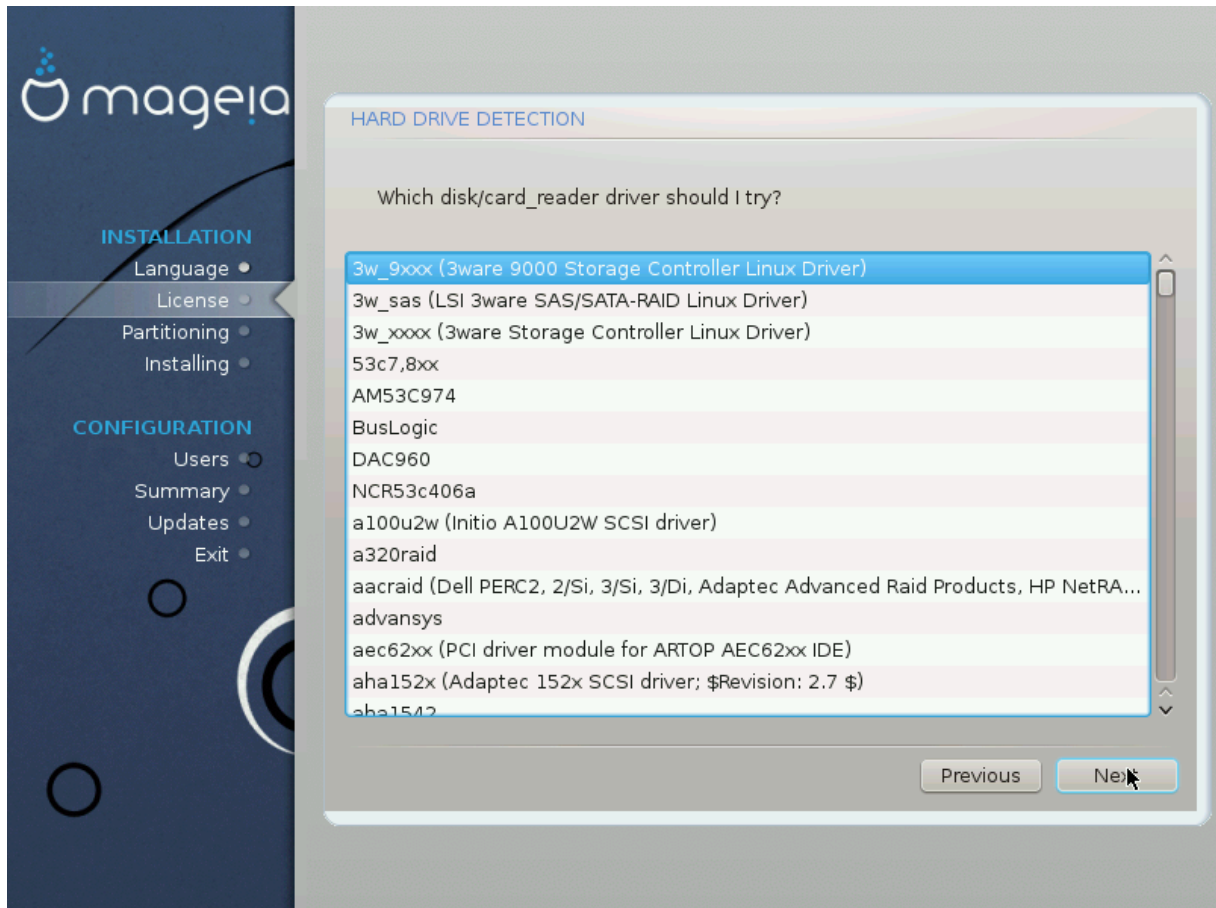 mageia
INSTALLATION
Language
License
Partitioning
Installing
CONFIGURATION
Users
Summary
Updates
Exit
HARD DRIVE DETECTION
Which disk/card_reader driver should I try?
3w_9xxx (3ware 9000 Storage Controller Linux Driver)
3w_sas (LSI 3ware SAS/SATA-RAID Linux Driver)
3w_xxxx (3ware Storage Controller Linux Driver)
53c7,8xx
AM53C974
BusLogic
DAC960
NCR53c406a
a100u2w (Initio A100U2W SCSI driver)
a320raid
aacraid (Dell PERC2, 2/Si, 3/Si, 3/Di, Adaptec Advanced Raid Products, HP NetRA...
advansys
aec62xx (PCI driver module for ARTOP AEC62xx IDE)
aha152x (Adaptec 152x SCSI driver; $Revision: 2.7 $)
aha1542
Previous
Next